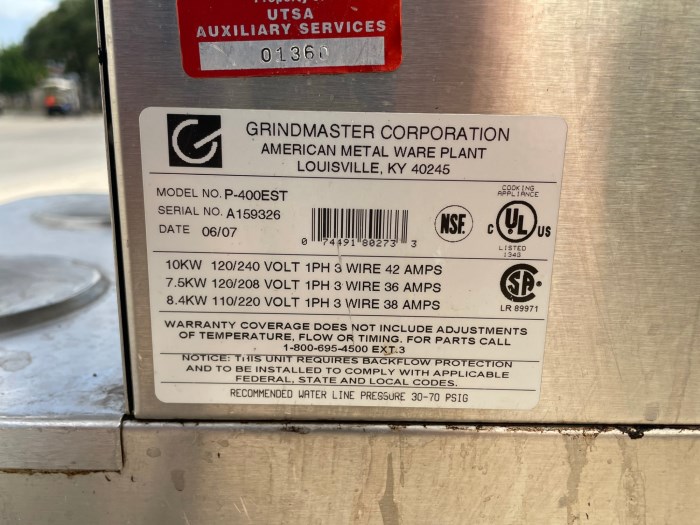 Property of
UTSA
AUXILIARY SERVICES
01360
GRINDMASTER CORPORATION
AMERICAN METAL WARE PLANT
LOUISVILLE, KY 40245
MODEL NO. P-400EST
SERIAL NO. A159326
DATE 06/07
0 74491 80273 3
NSF®
COOKING
APPLIANCE
C UL US
LISTED
134S
10KW 120/240 VOLT 1PH 3 WIRE 42 AMPS
7.5KW 120/208 VOLT 1PH 3 WIRE 36 AMPS
8.4KW 110/220 VOLT 1PH 3 WIRE 38 AMPS
SA®
LR 89971
WARRANTY COVERAGE DOES NOT INCLUDE ADJUSTMENTS
OF TEMPERATURE, FLOW OR TIMING. FOR PARTS CALL
1-800-695-4500 EXT.3
NOTICE: THIS UNIT REQUIRES BACKFLOW PROTECTION
AND TO BE INSTALLED TO COMPLY WITH APPLICABLE
FEDERAL, STATE AND LOCAL CODES.
RECOMMENDED WATER LINE PRESSURE 30-70 PSIG